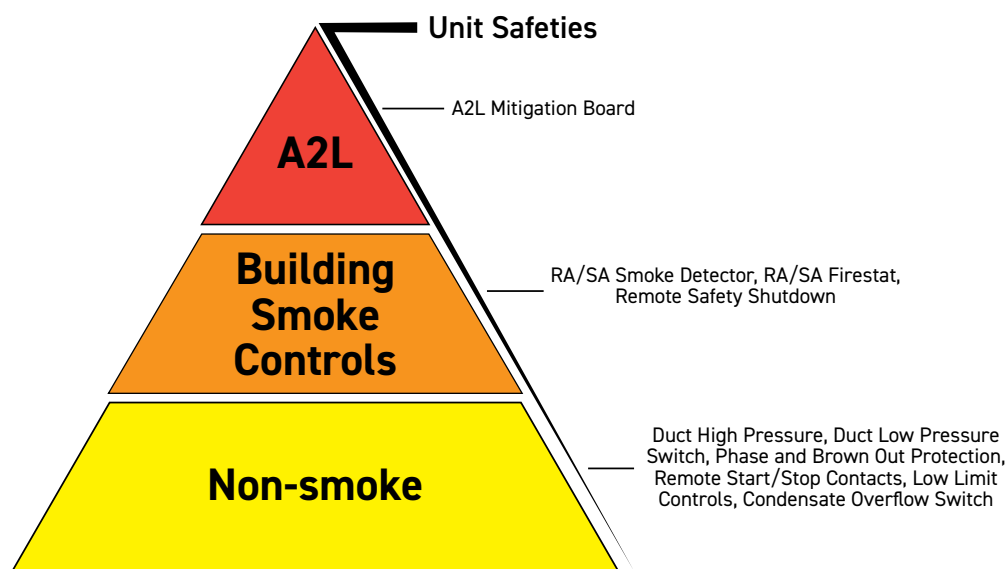 Unit Safeties
A2L Mitigation Board
A2L
Building
Smoke
Controls
RA/SA Smoke Detector, RA/SA Firestat,
Remote Safety Shutdown
Non-smoke
Duct High Pressure, Duct Low Pressure
Switch, Phase and Brown Out Protection,
Remote Start/Stop Contacts, Low Limit
Controls, Condensate Overflow Switch